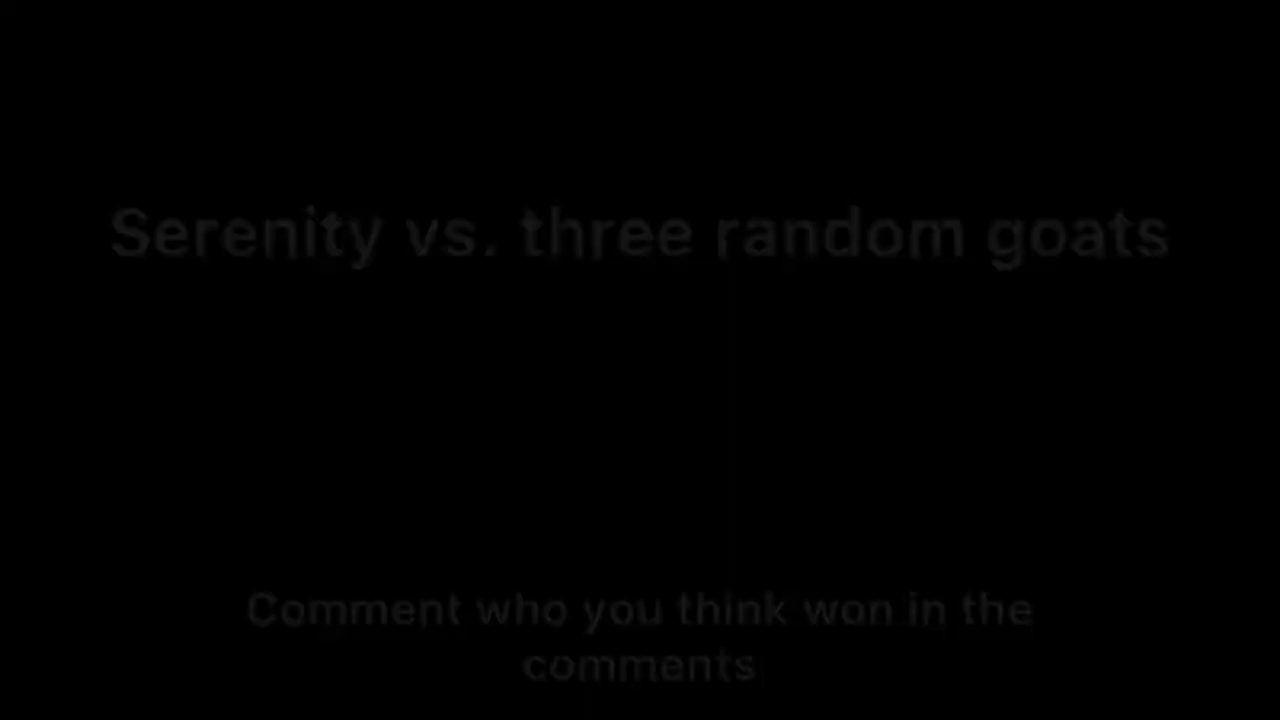 Serenity vs. three random goats
Comment who you think won in the
comments